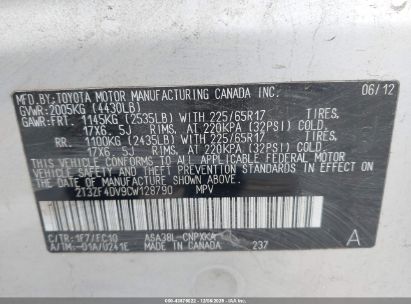 MFD.BY:TOYOTA MOTOR MANUFACTURING CANADA INC. 06/12
GVWR: 2005KG (4430LB)
GAWR:FRT. 1145KG (2535LB) WITH 225/65R17 TIRES,
17X6. 5J RIMS, AT 220KPA (32PSI) COLD.
RR. 1100KG (2435LB) WITH 225/65R17 TIRES,
17X6. 5J RIMS, AT 220KPA (32PSI) COLD.
THIS VEHICLE CONFORMS TO ALL APPLICABLE FEDERAL MOTOR
VEHICLE SAFETY AND THEFT PREVENTION STANDARDS IN EFFECT ON
THE DATE OF MANUFACTURE SHOWN ABOVE.
2T3ZF4DV9CW128790 MPV
C/TR:1F7/FC10 ASA38L-CNPXKA
A/TM:-01A/U241E MADE IN CANADA 237 A